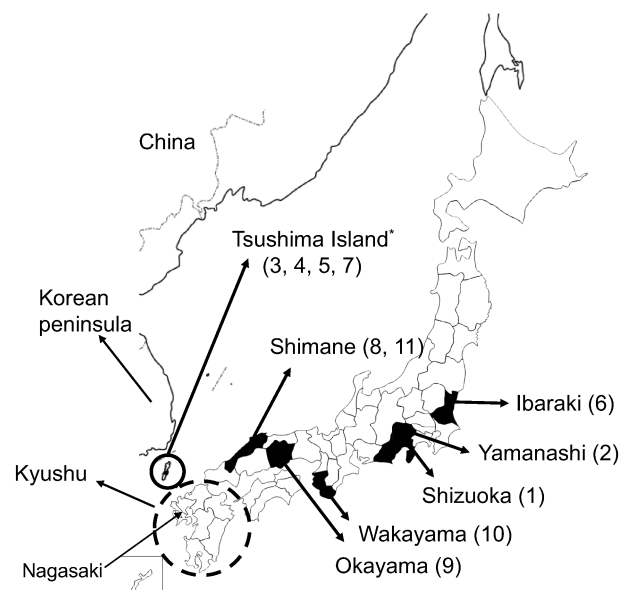 China
Tsushima Island*
(3, 4, 5, 7)
Korean
peninsula
Shimane (8, 11)
Ibaraki (6)
Yamanashi (2)
Kyushu
Shizuoka (1)
Wakayama (10)
Okayama (9)
Nagasaki